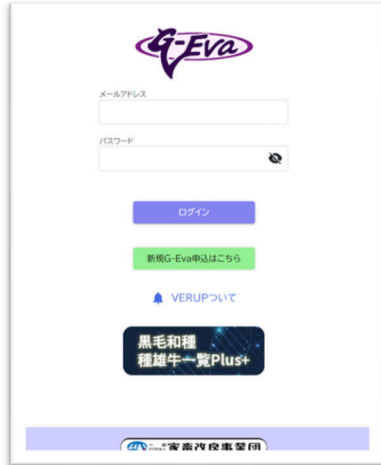 G-Eva
メールアドレス
パスワード
ログイン
新規G-Eva申込はこちら
VERUPついて
黒毛和種
種雄牛一覧Plus+
家畜改良事業団